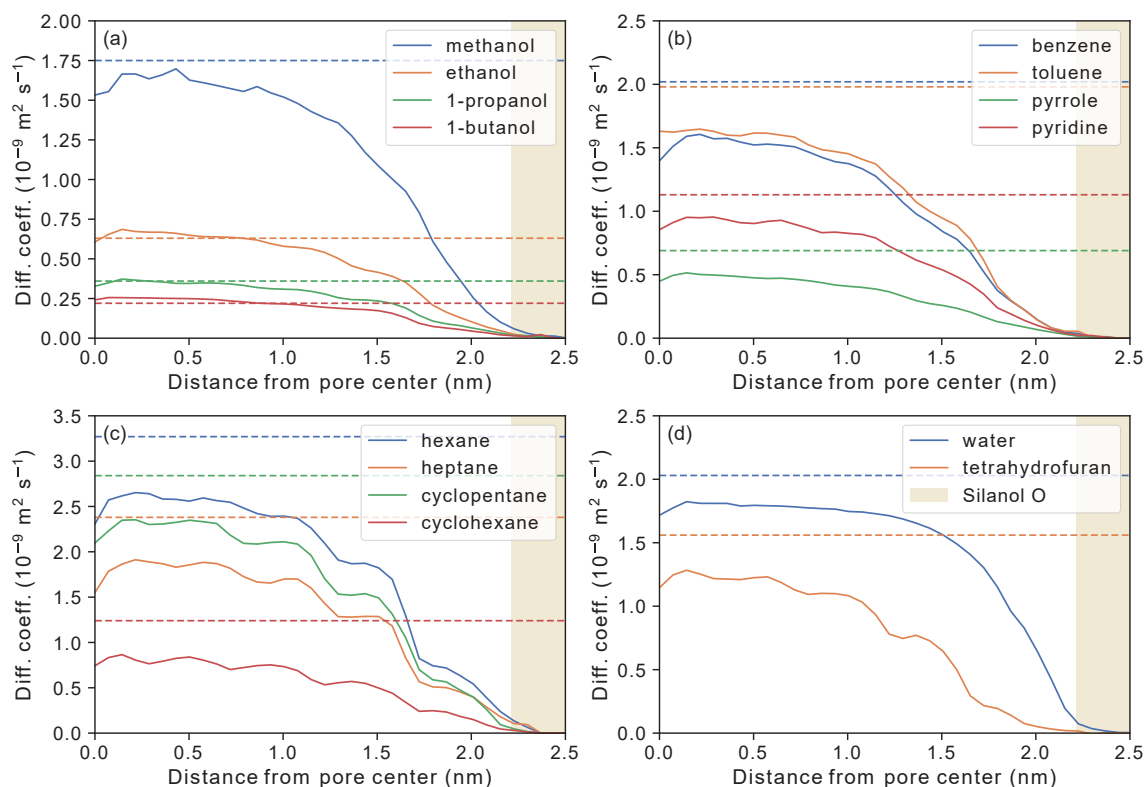 (a)
Diff. coeff. (10⁻⁹ m² s⁻¹)
2.00
1.75
1.50
1.25
1.00
0.75
0.50
0.25
0.00
methanol
ethanol
1-propanol
1-butanol
0.0 0.5 1.0 1.5 2.0 2.5
Distance from pore center (nm)
(b)
Diff. coeff. (10⁻⁹ m² s⁻¹)
2.5
2.0
1.5
1.0
0.5
0.0
benzene
toluene
pyrrole
pyridine
0.0 0.5 1.0 1.5 2.0 2.5
Distance from pore center (nm)
(c)
Diff. coeff. (10⁻⁹ m² s⁻¹)
3.5
3.0
2.5
2.0
1.5
1.0
0.5
0.0
hexane
heptane
cyclopentane
cyclohexane
0.0 0.5 1.0 1.5 2.0 2.5
Distance from pore center (nm)
(d)
Diff. coeff. (10⁻⁹ m² s⁻¹)
2.5
2.0
1.5
1.0
0.5
0.0
water
tetrahydrofuran
Silanol O
0.0 0.5 1.0 1.5 2.0 2.5
Distance from pore center (nm)